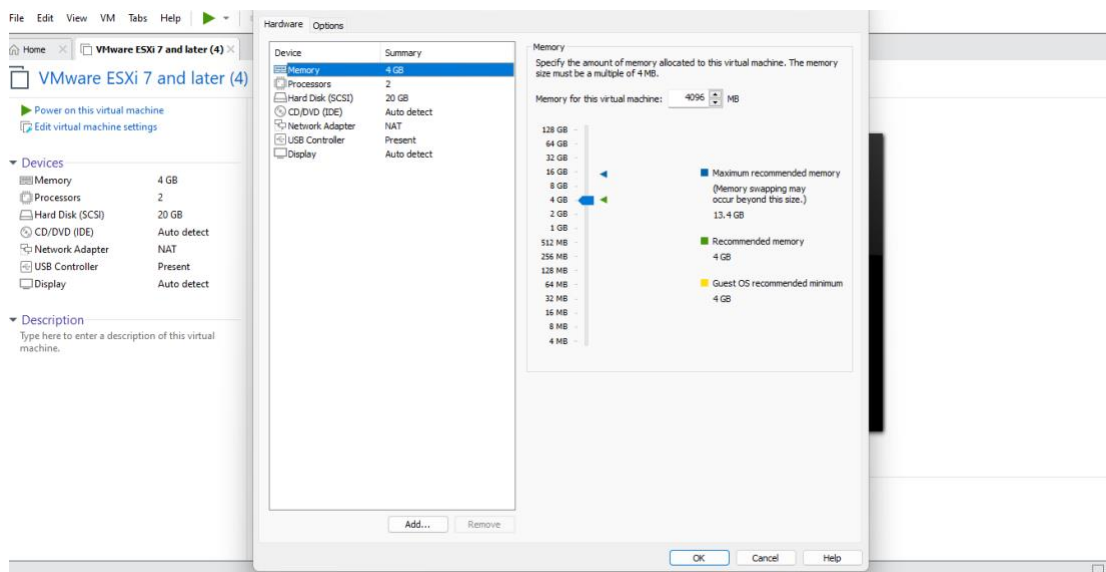 File Edit View VM Tabs Help
Home
VMware ESXi 7 and later (4)
VMware ESXi 7 and later (4)
Power on this virtual machine
Edit virtual machine settings
Devices
Memory 4 GB
Processors 2
Hard Disk (SCSI) 20 GB
CD/DVD (IDE) Auto detect
Network Adapter NAT
USB Controller Present
Display Auto detect
Description
Type here to enter a description of this virtual
machine.
Hardware Options
Device Summary
Memory 4 GB
Processors 2
Hard Disk (SCSI) 20 GB
CD/DVD (IDE) Auto detect
Network Adapter NAT
USB Controller Present
Display Auto detect
Add... Remove
Memory
Specify the amount of memory allocated to this virtual machine. The memory
size must be a multiple of 4 MB.
Memory for this virtual machine: 4096 MB
128 GB
64 GB
32 GB
16 GB
8 GB
4 GB
2 GB
1 GB
512 MB
256 MB
128 MB
64 MB
32 MB
16 MB
8 MB
4 MB
Maximum recommended memory
(Memory swapping may
occur beyond this size.)
13.4 GB
Recommended memory
4 GB
Guest OS recommended minimum
4 GB
OK Cancel Help